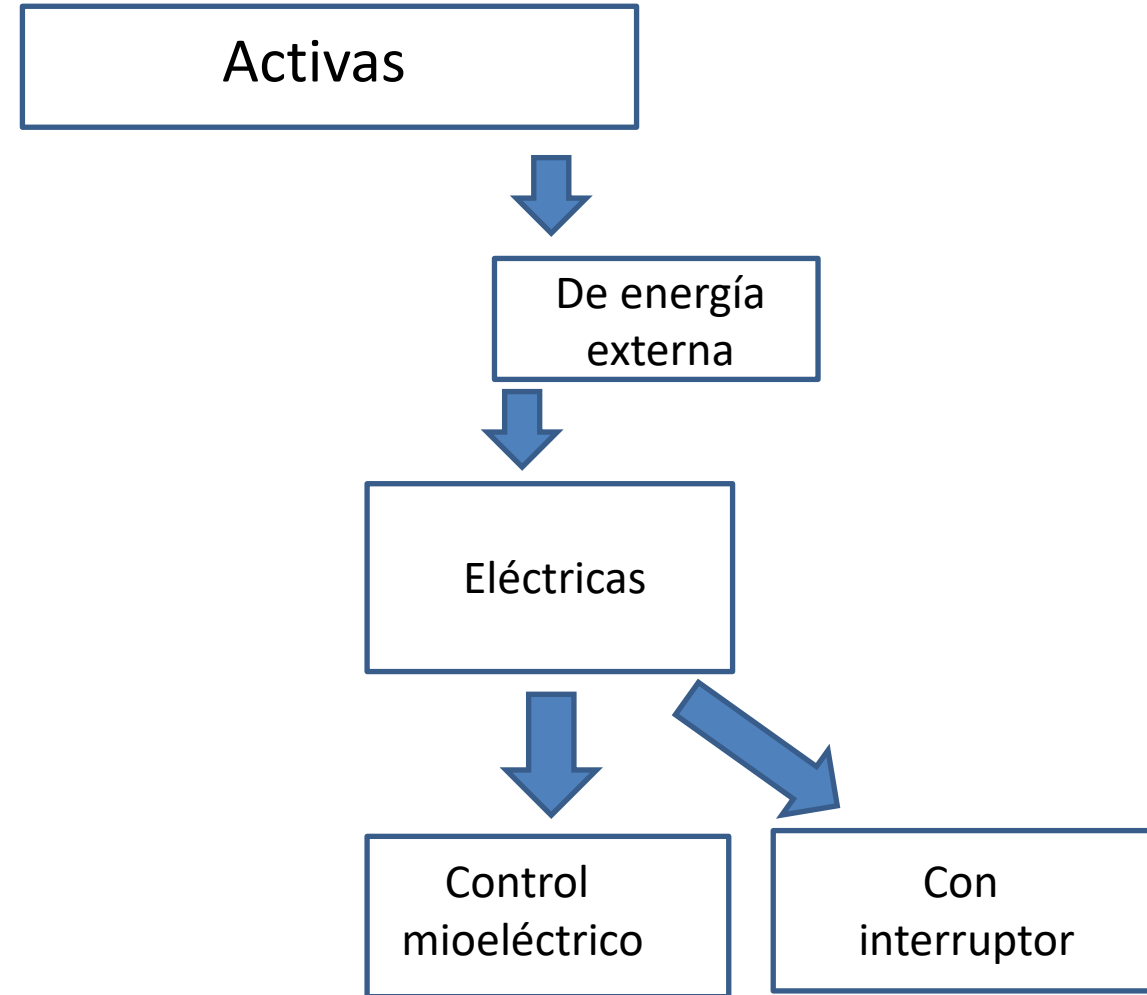 Activas
De energía
externa
Eléctricas
Control
mioeléctrico
Con
interruptor